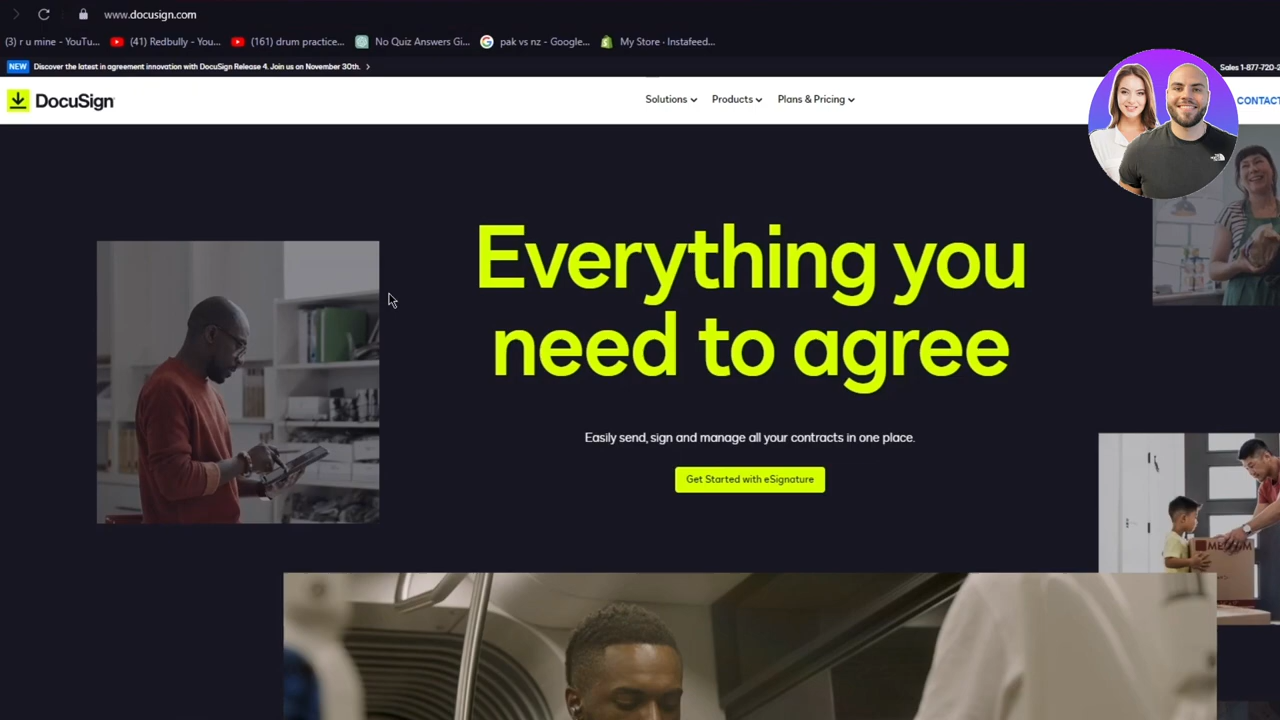 www.docusign.com
(3) r u mine - YouTu...
(41) Redbully - You...
(161) drum practice...
No Quiz Answers Gi...
pak vs nz - Google...
My Store · Instafeed...
NEW Discover the latest in agreement innovation with DocuSign Release 4. Join us on November 30th.
Sales 1-877-720-2
DocuSign
Solutions
Products
Plans & Pricing
CONTACT
Everything you
need to agree
Easily send, sign and manage all your contracts in one place.
Get Started with eSignature
MEDIUM